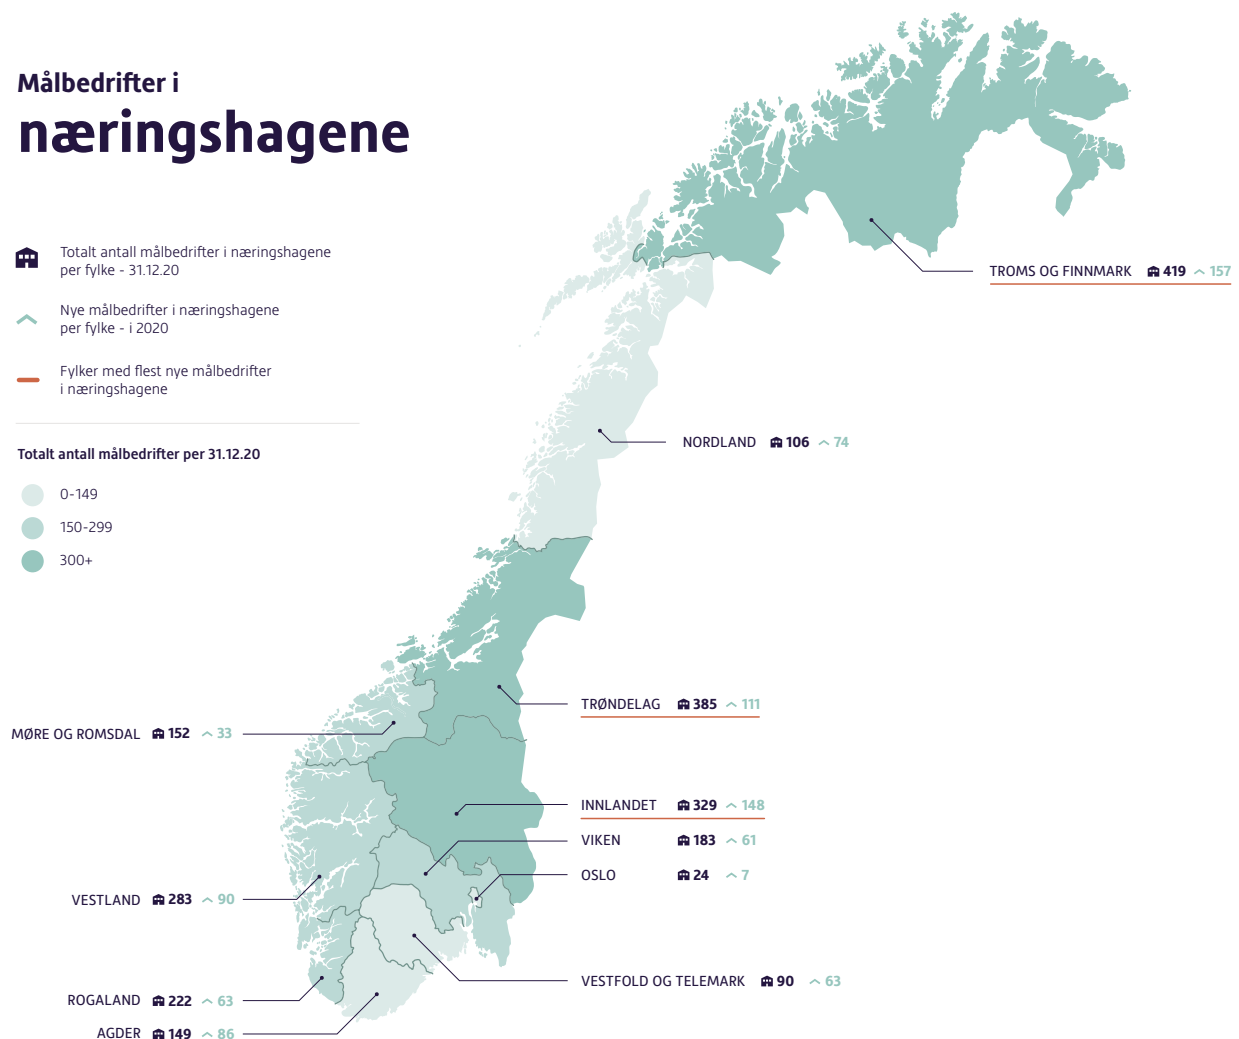 Målbedrifter i
næringshagene
Totalt antall målbedrifter i næringshagene
per fylke - 31.12.20
Nye målbedrifter i næringshagene
per fylke - i 2020
Fylker med flest nye målbedrifter
i næringshagene
Totalt antall målbedrifter per 31.12.20
0-149
150-299
300+
TROMS OG FINNMARK 419 157
NORDLAND 106 74
TRØNDELAG 385 111
MØRE OG ROMSDAL 152 33
INNLANDET 329 148
VIKEN 183 61
OSLO 24 7
VESTLAND 283 90
VESTFOLD OG TELEMARK 90 63
ROGALAND 222 63
AGDER 149 86